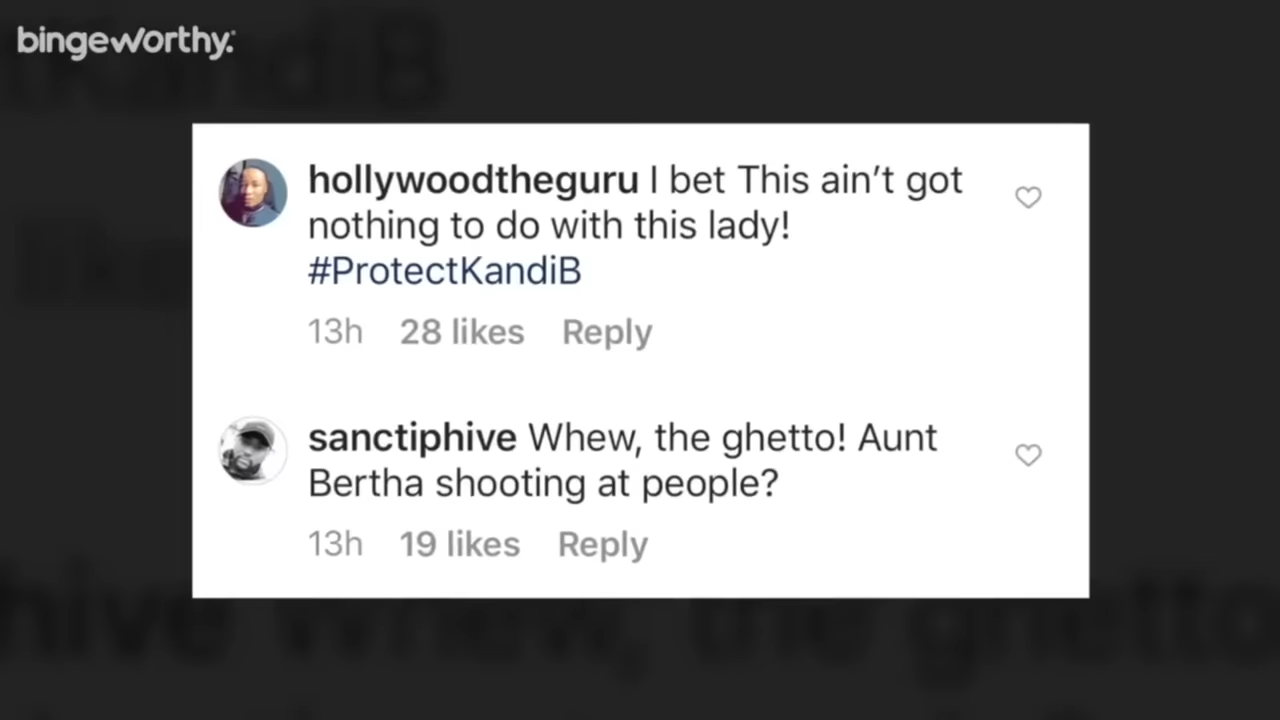 bingeworthy.
hollywoodtheguru I bet This ain’t got
nothing to do with this lady!
#ProtectKandiB
13h 28 likes Reply
sanctiphive Whew, the ghetto! Aunt
Bertha shooting at people?
13h 19 likes Reply